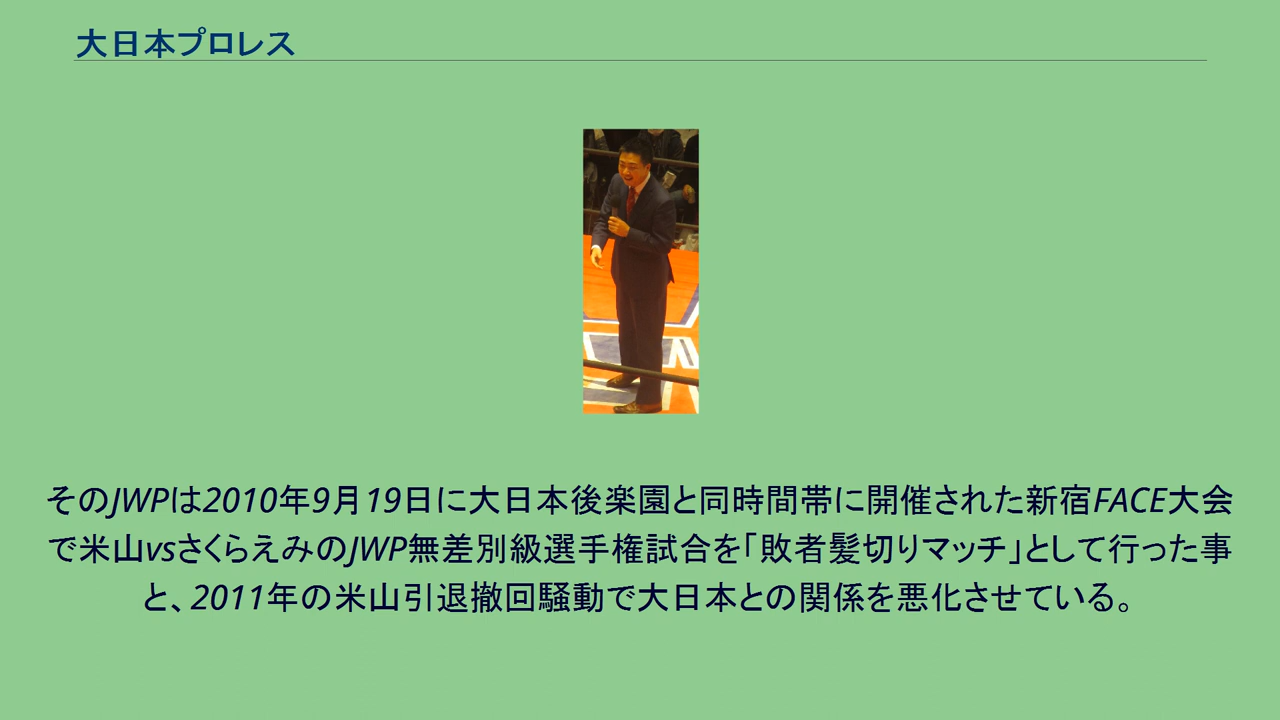 大日本プロレス
そのJWPは2010年9月19日に大日本後楽園と同時間帯に開催された新宿FACE大会
で米山vsさくらえみのJWP無差別級選手権試合を｢敗者髪切りマッチ｣として行った事
と、2011年の米山引退撤回騒動で大日本との関係を悪化させている。